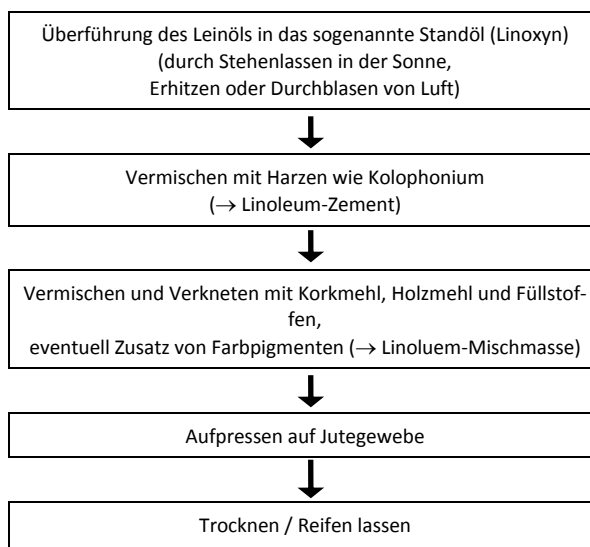 Überführung des Leinöls in das sogenannte Standöl (Linoxyn)
(durch Stehenlassen in der Sonne,
Erhitzen oder Durchblasen von Luft)
Vermischen mit Harzen wie Kolophonium
(→ Linoleum-Zement)
Vermischen und Verkneten mit Korkmehl, Holzmehl und Füllstof-
fen,
eventuell Zusatz von Farbpigmenten (→ Linoluem-Mischmasse)
Aufpressen auf Jutegewebe
Trocknen / Reifen lassen